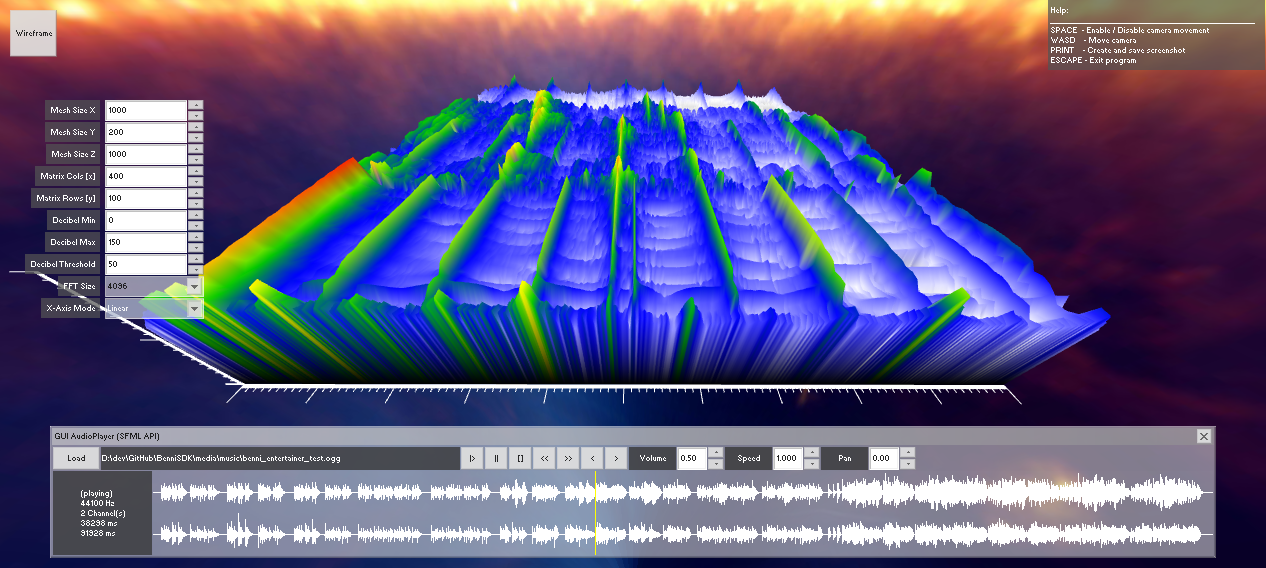 Wireframe
Help:
SPACE - Enable / Disable camera movement
WASD - Move camera
PRINT - Create and save screenshot
ESCAPE - Exit program
Mesh Size X 1000
Mesh Size Y 200
Mesh Size Z 1000
Matrix Cols [x] 400
Matrix Rows [y] 100
Decibel Min 0
Decibel Max 150
Decibel Threshold 50
FFT Size 4096
X-Axis Mode Linear
GUI AudioPlayer (SFML API)
Load D:\dev\GitHub\BenniSDK\media\music\benni_entertainer_test.ogg |> || [] << >> < > Volume 0.50 Speed 1.000 Pan 0.00
(playing)
44100 Hz
2 Channel(s)
38298 ms
91928 ms